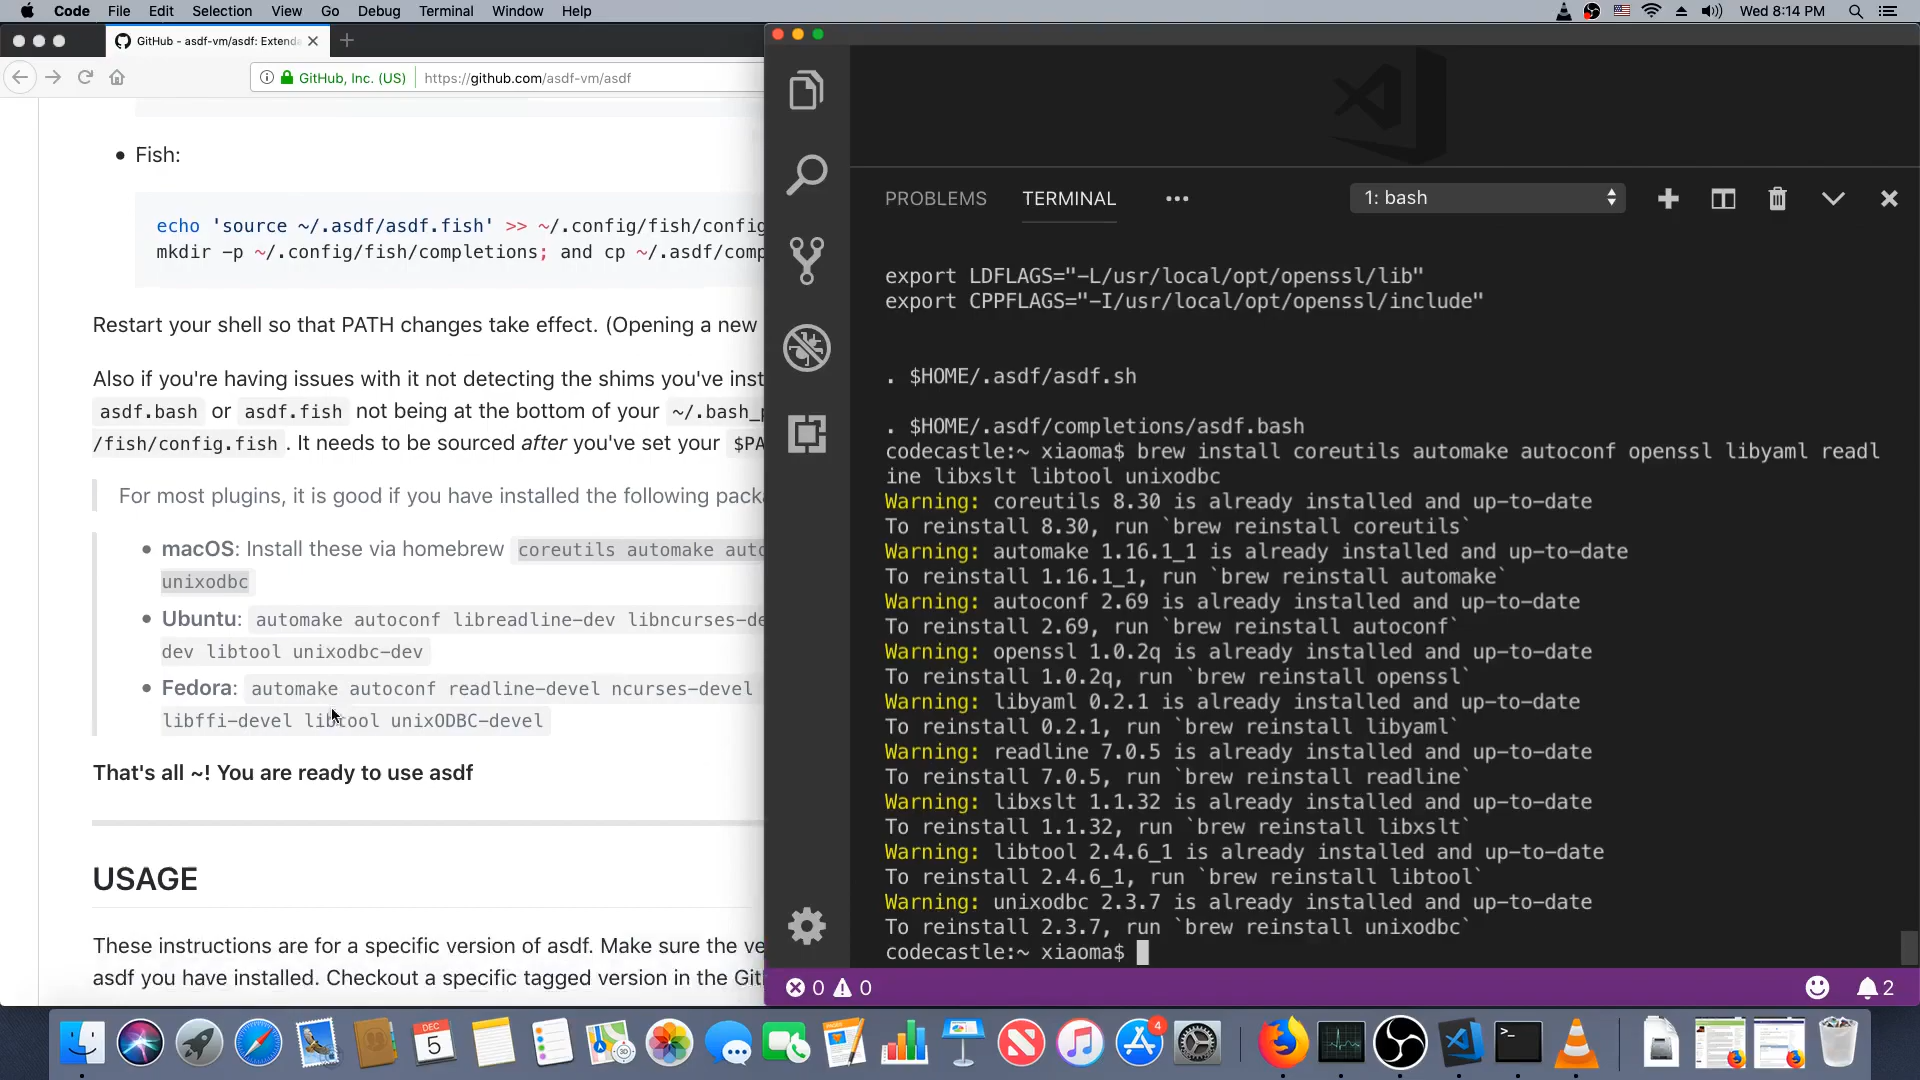 Code File Edit Selection View Go Debug Terminal Window Help
Wed 8:14 PM
GitHub - asdf-vm/asdf: Extenda
GitHub, Inc. (US) https://github.com/asdf-vm/asdf
Fish:
echo 'source ~/.asdf/asdf.fish' >> ~/.config/fish/config
mkdir -p ~/.config/fish/completions; and cp ~/.asdf/comp
Restart your shell so that PATH changes take effect. (Opening a new
Also if you're having issues with it not detecting the shims you've inst
asdf.bash or asdf.fish not being at the bottom of your ~/.bash_p
/fish/config.fish . It needs to be sourced after you've set your $PA
For most plugins, it is good if you have installed the following packa
macOS: Install these via homebrew coreutils automake auto
unixodbc
Ubuntu: automake autoconf libreadline-dev libncurses-de
dev libtool unixodbc-dev
Fedora: automake autoconf readline-devel ncurses-devel
libffi-devel libtool unixODBC-devel
That's all ~! You are ready to use asdf
USAGE
These instructions are for a specific version of asdf. Make sure the ve
asdf you have installed. Checkout a specific tagged version in the Git
PROBLEMS TERMINAL ••• 1: bash
export LDFLAGS="-L/usr/local/opt/openssl/lib"
export CPPFLAGS="-I/usr/local/opt/openssl/include"
. $HOME/.asdf/asdf.sh
. $HOME/.asdf/completions/asdf.bash
codecastle:~ xiaoma$ brew install coreutils automake autoconf openssl libyaml readl
ine libxslt libtool unixodbc
Warning: coreutils 8.30 is already installed and up-to-date
To reinstall 8.30, run `brew reinstall coreutils`
Warning: automake 1.16.1_1 is already installed and up-to-date
To reinstall 1.16.1_1, run `brew reinstall automake`
Warning: autoconf 2.69 is already installed and up-to-date
To reinstall 2.69, run `brew reinstall autoconf`
Warning: openssl 1.0.2q is already installed and up-to-date
To reinstall 1.0.2q, run `brew reinstall openssl`
Warning: libyaml 0.2.1 is already installed and up-to-date
To reinstall 0.2.1, run `brew reinstall libyaml`
Warning: readline 7.0.5 is already installed and up-to-date
To reinstall 7.0.5, run `brew reinstall readline`
Warning: libxslt 1.1.32 is already installed and up-to-date
To reinstall 1.1.32, run `brew reinstall libxslt`
Warning: libtool 2.4.6_1 is already installed and up-to-date
To reinstall 2.4.6_1, run `brew reinstall libtool`
Warning: unixodbc 2.3.7 is already installed and up-to-date
To reinstall 2.3.7, run `brew reinstall unixodbc`
codecastle:~ xiaoma$
0 0 2
DEC
5
4